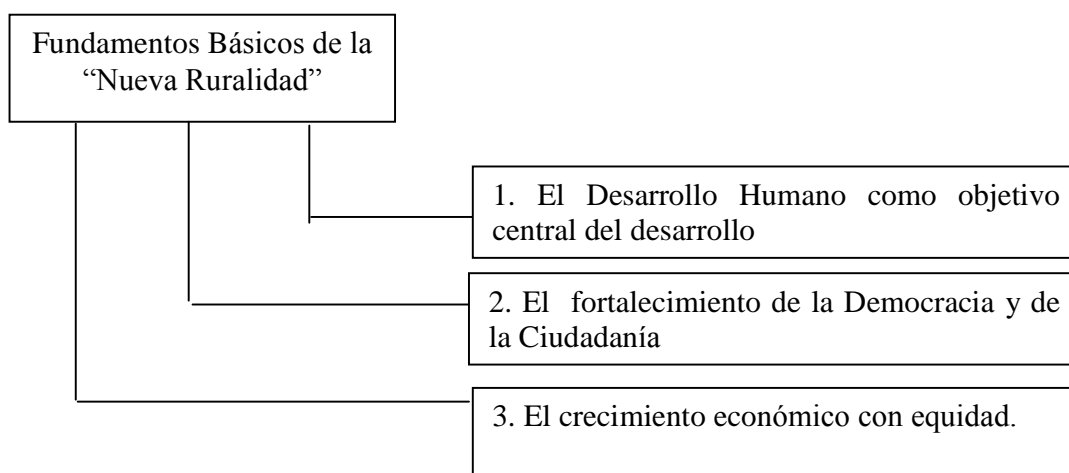 Fundamentos Básicos de la
“Nueva Ruralidad”
1. El Desarrollo Humano como objetivo
central del desarrollo
2. El fortalecimiento de la Democracia y de
la Ciudadanía
3. El crecimiento económico con equidad.